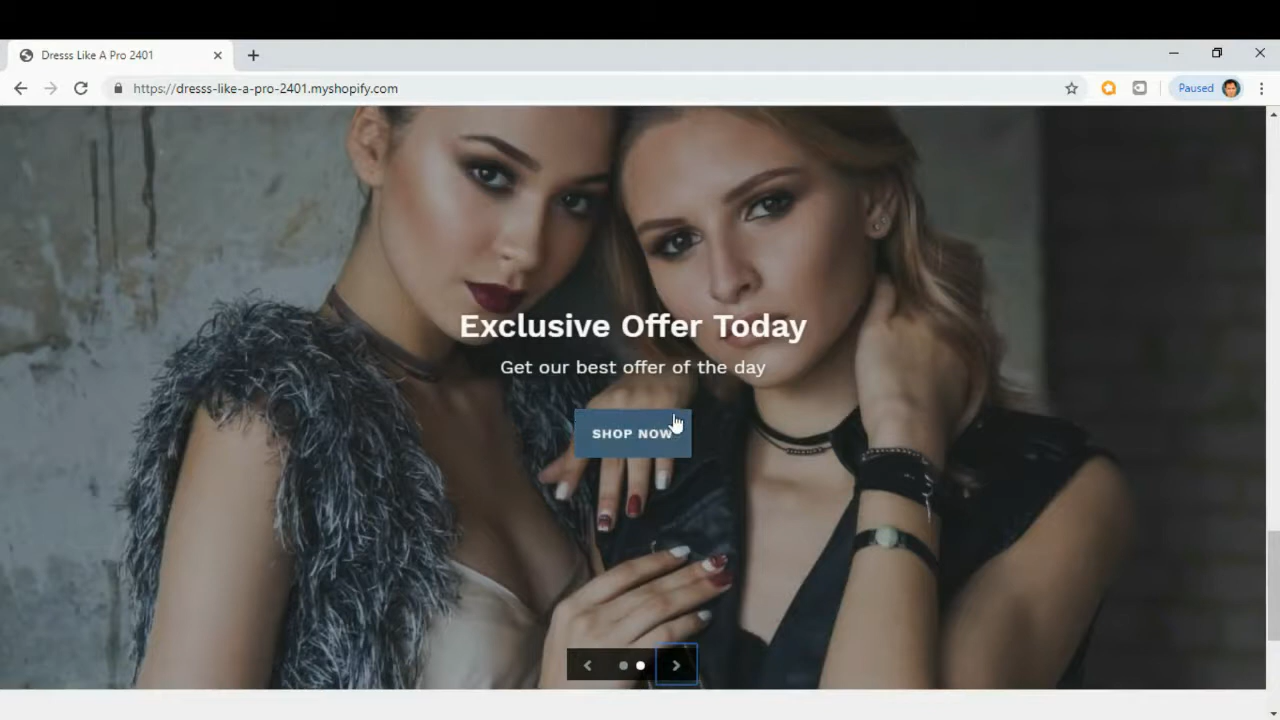 Dresss Like A Pro 2401
https://dresss-like-a-pro-2401.myshopify.com
Paused
Exclusive Offer Today
Get our best offer of the day
SHOP NOW